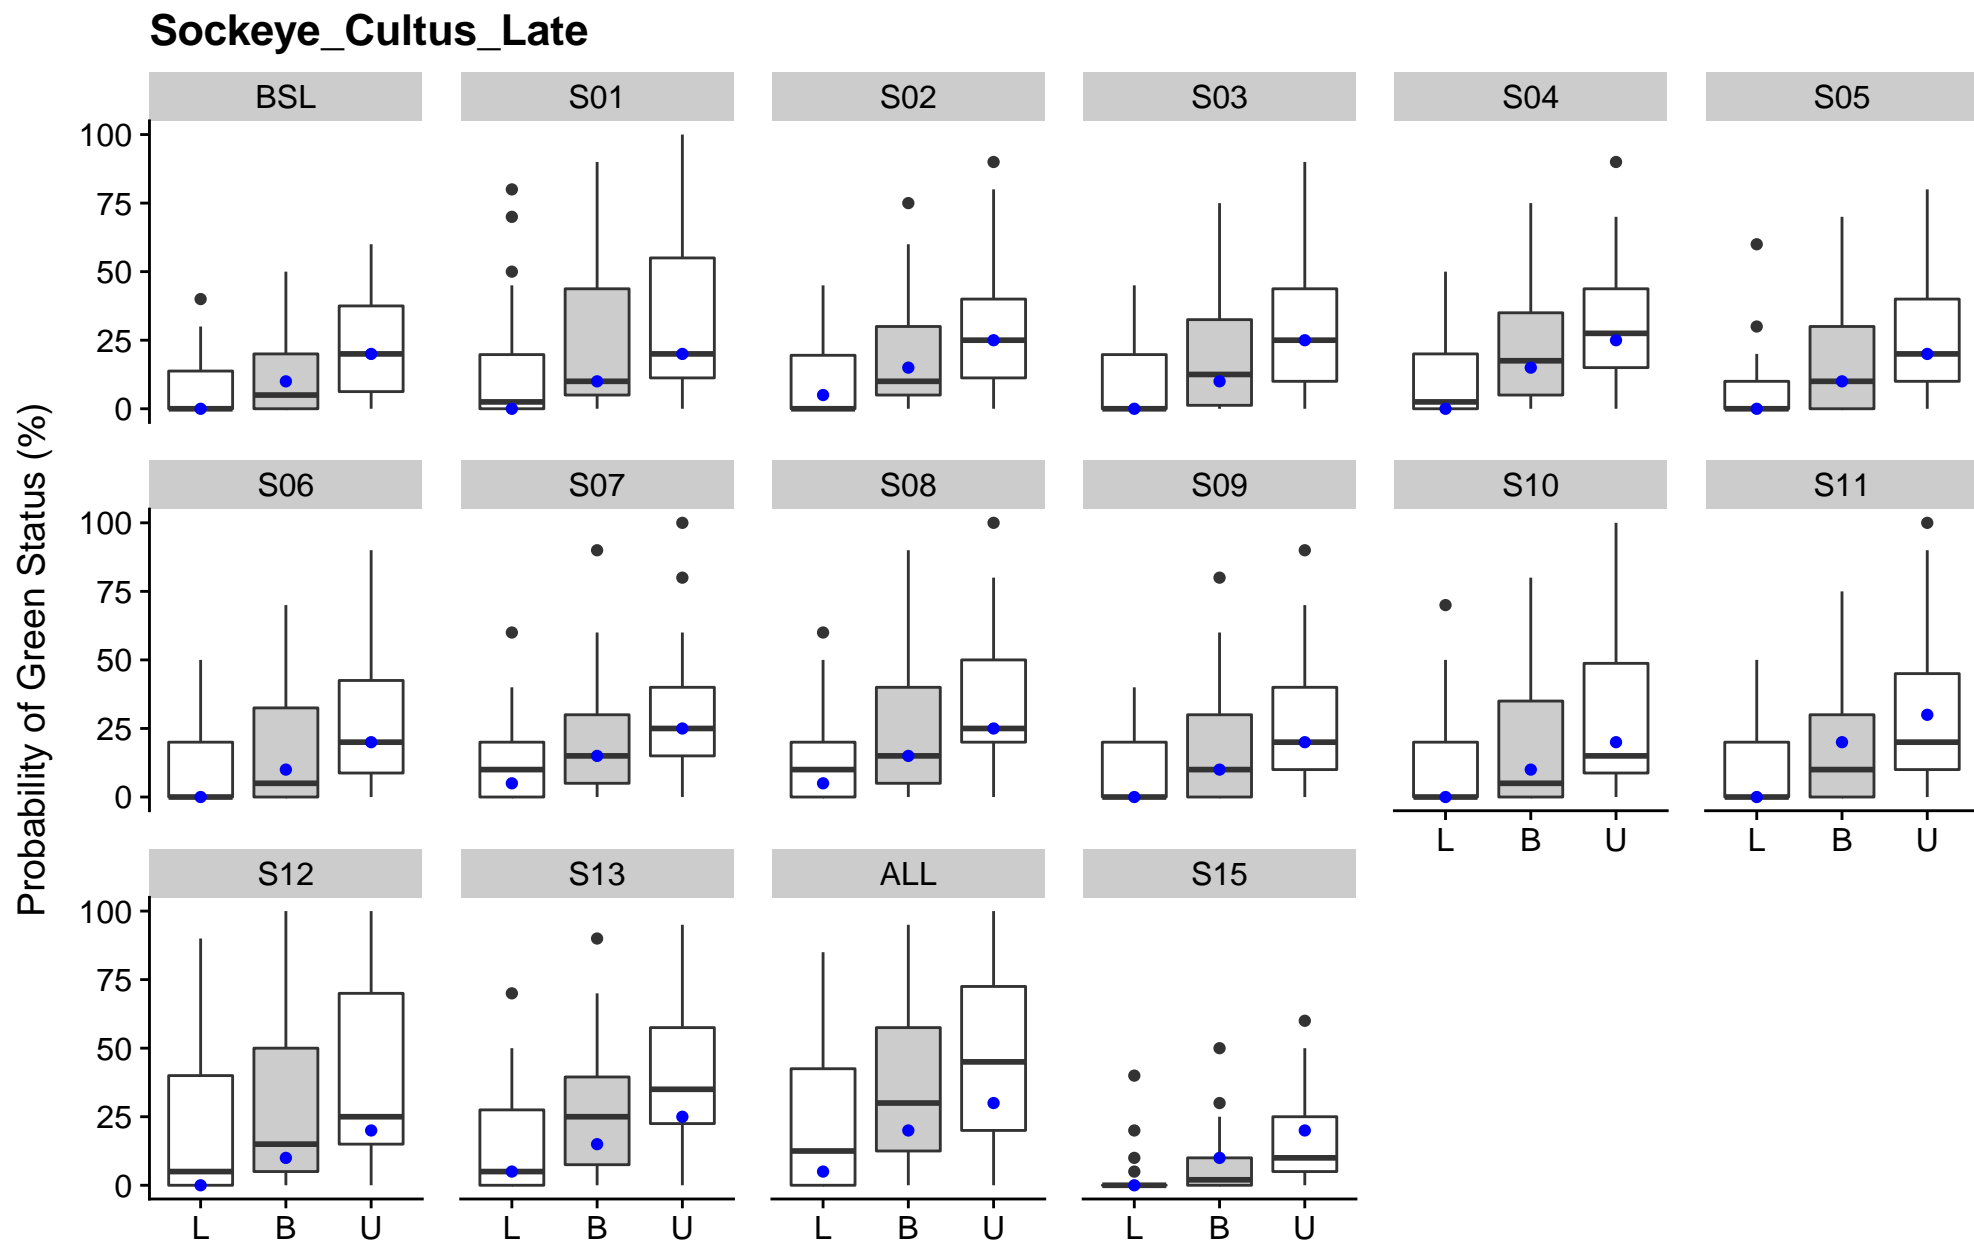 Sockeye_Cultus_Late
BSL S01 S02 S03 S04 S05
100
75
50
25
0
S06 S07 S08 S09 S10 S11
100
75
50
25
0
L B U L B U
S12 S13 ALL S15
100
75
50
25
0
L B U L B U L B U L B U
Probability of Green Status (%)